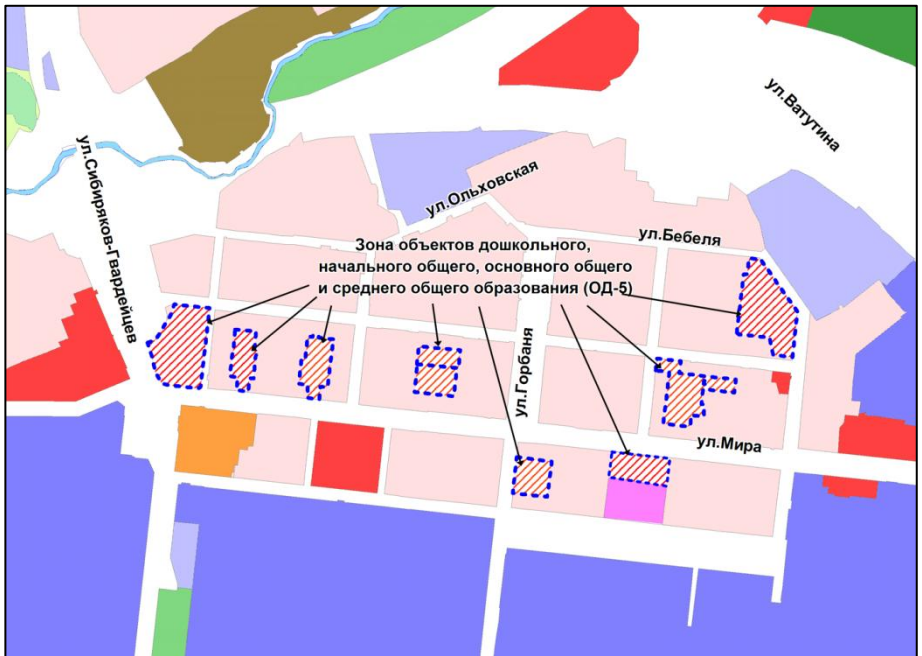 ул.Ватутина
ул.Сибиряков-Гвардейцев
ул.Ольховская
ул.Бебеля
Зона объектов дошкольного,
начального общего, основного общего
и среднего общего образования (ОД-5)
ул.Горбаня
ул.Мира